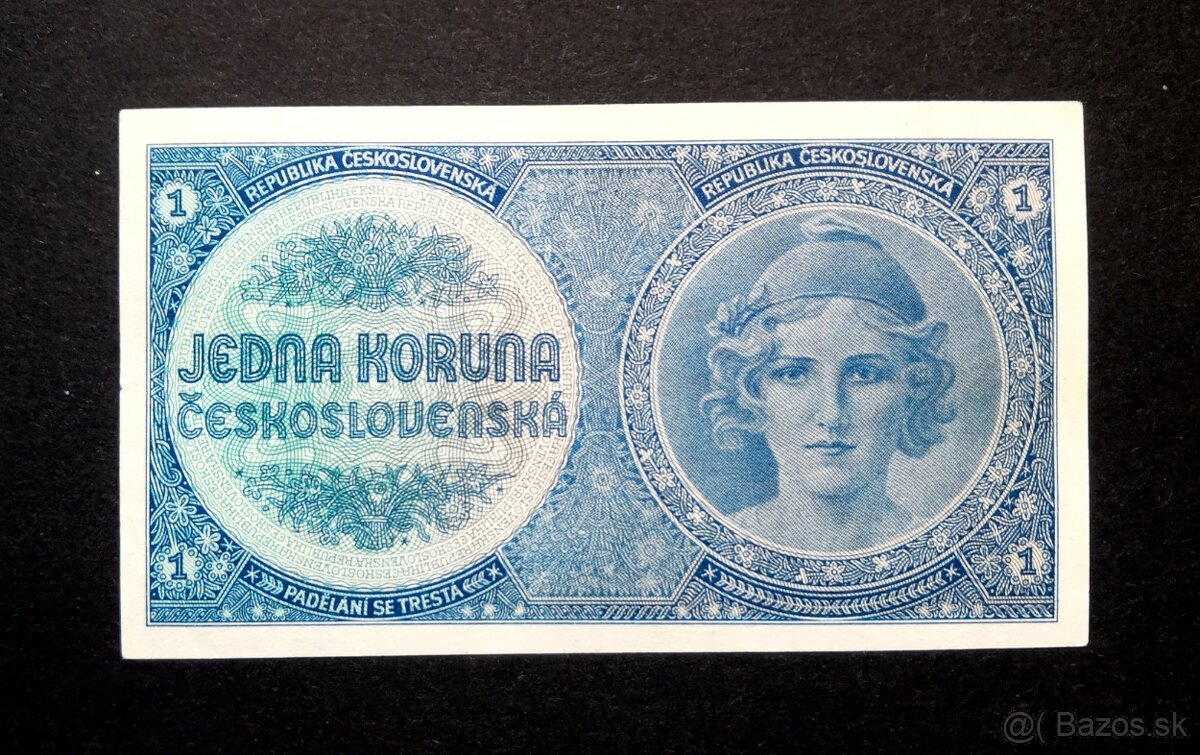 REPUBLIKA ČESKOSLOVENSKÁ
REPUBLIKA ČESKOSLOVENSKÁ
1
1
JEDNA KORUNA
ČESKOSLOVENSKÁ
1
1
PADĚLÁNÍ SE TRESTÁ
@( Bazos.sk